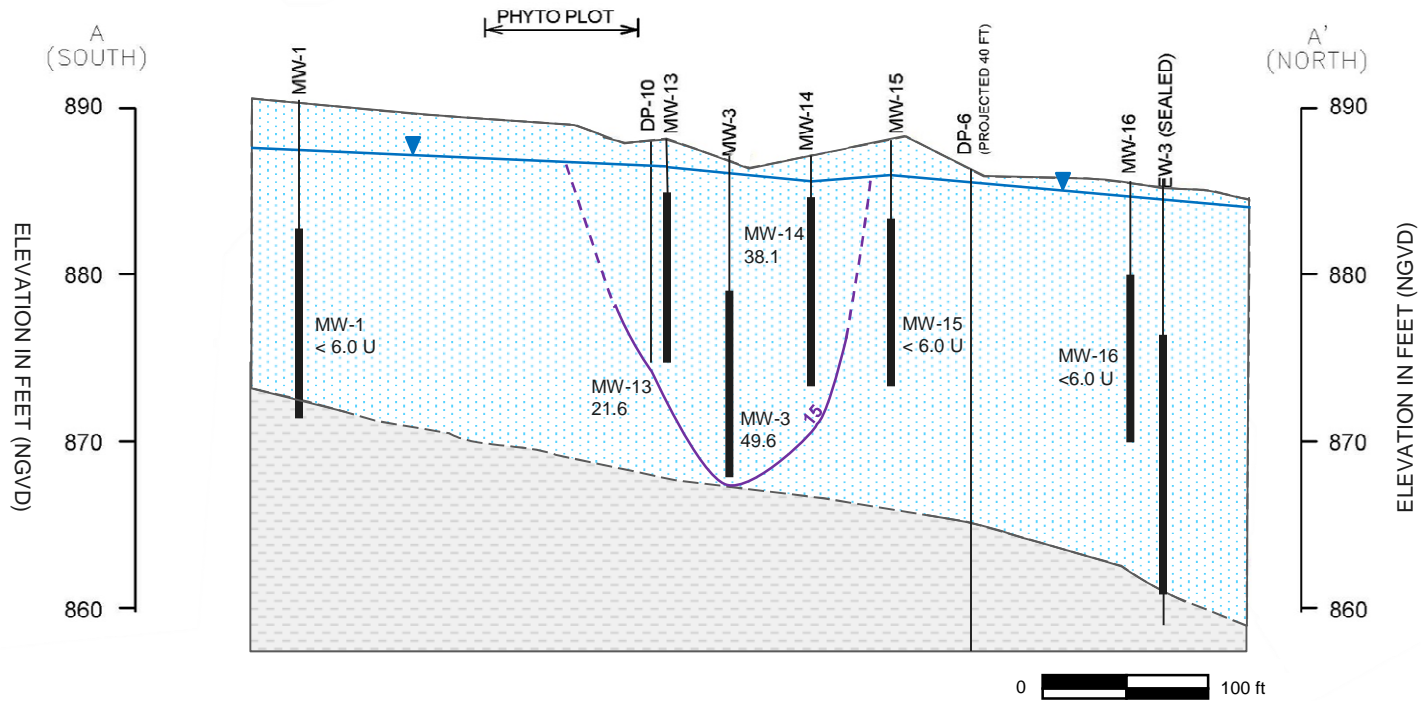 PHYTO PLOT
A
(SOUTH)
A'
(NORTH)
MW-1
DP-10
MW-13
MW-3
MW-14
MW-15
DP-6
(PROJECTED 40 FT)
MW-16
EW-3 (SEALED)
890
880
870
860
890
880
870
860
ELEVATION IN FEET (NGVD)
ELEVATION IN FEET (NGVD)
MW-14
38.1
MW-1
< 6.0 U
MW-15
< 6.0 U
MW-16
<6.0 U
MW-13
21.6
MW-3
49.6
15
0
100 ft